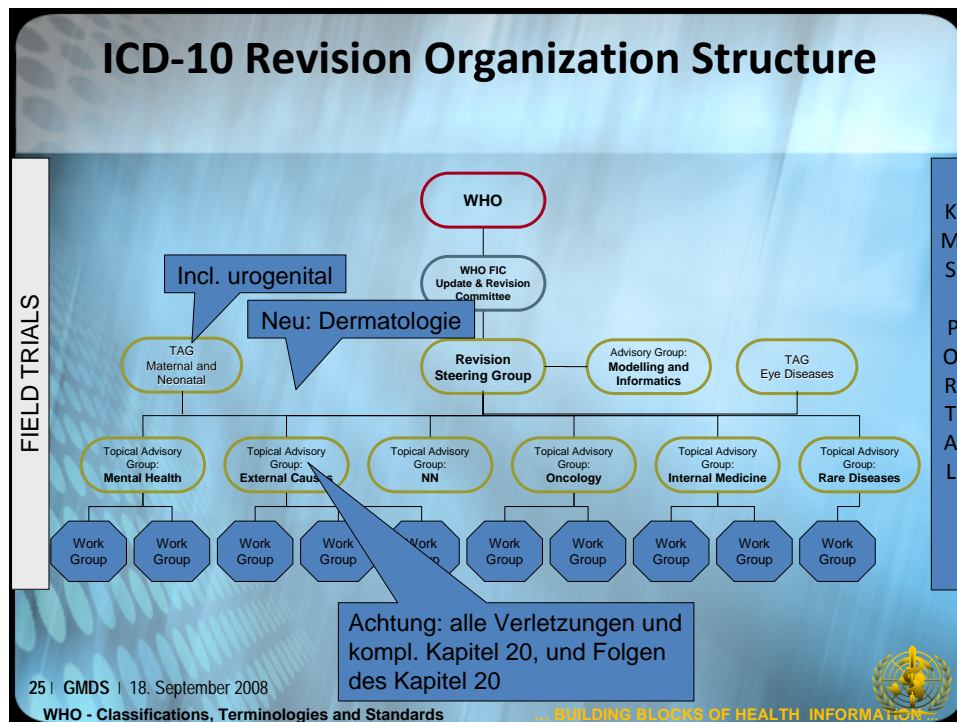 ICD-10 Revision Organization Structure
FIELD TRIALS
K
M
S
P
O
R
T
A
L
WHO
WHO FIC
Update & Revision
Committee
Incl. urogenital
Neu: Dermatologie
TAG
Maternal and
Neonatal
Revision
Steering Group
Advisory Group:
Modelling and
Informatics
TAG
Eye Diseases
Topical Advisory
Group:
Mental Health
Topical Advisory
Group:
External Causes
Topical Advisory
Group:
NN
Topical Advisory
Group:
Oncology
Topical Advisory
Group:
Internal Medicine
Topical Advisory
Group:
Rare Diseases
Work
Group
Work
Group
Work
Group
Work
Group
Work
Group
Work
Group
Work
Group
Work
Group
Work
Group
Work
Group
Achtung: alle Verletzungen und
kompl. Kapitel 20, und Folgen
des Kapitel 20
25 | GMDS | 18. September 2008
WHO - Classifications, Terminologies and Standards
... BUILDING BLOCKS OF HEALTH INFORMATION ...